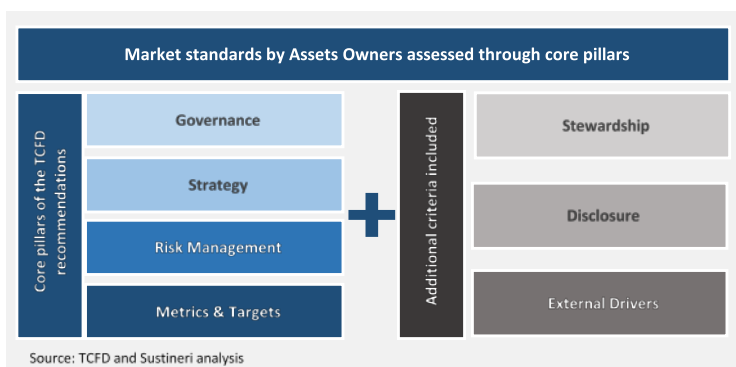 Market standards by Assets Owners assessed through core pillars
Core pillars of the TCFD
recommendations
Governance
Strategy
Risk Management
Metrics & Targets
Additional criteria included
Stewardship
Disclosure
External Drivers
Source: TCFD and Sustineri analysis